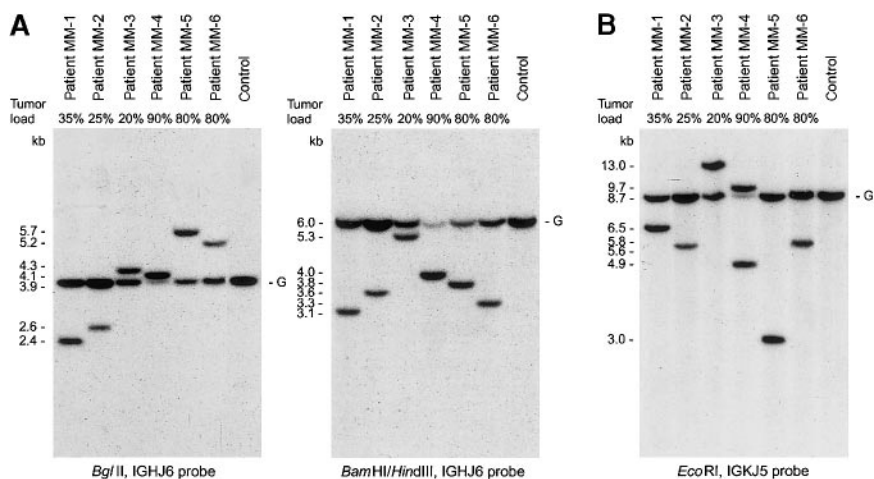 A
Patient MM-1
Patient MM-2
Patient MM-3
Patient MM-4
Patient MM-5
Patient MM-6
Control
Tumor
load
35% 25% 20% 90% 80% 80%
kb
5.7 -
5.2 -
4.3 -
4.1 -
3.9 -
2.6 -
2.4 -
- G
Bgl II, IGHJ6 probe
Patient MM-1
Patient MM-2
Patient MM-3
Patient MM-4
Patient MM-5
Patient MM-6
Control
Tumor
load
35% 25% 20% 90% 80% 80%
kb
6.0 -
5.3 -
4.0 -
3.8 -
3.6 -
3.3 -
3.1 -
- G
BamHI/HindIII, IGHJ6 probe
B
Patient MM-1
Patient MM-2
Patient MM-3
Patient MM-4
Patient MM-5
Patient MM-6
Control
Tumor
load
35% 25% 20% 90% 80% 80%
kb
13.0 -
9.7 -
8.7 -
6.5 -
5.8 -
5.6 -
4.9 -
3.0 -
- G
EcoRI, IGKJ5 probe